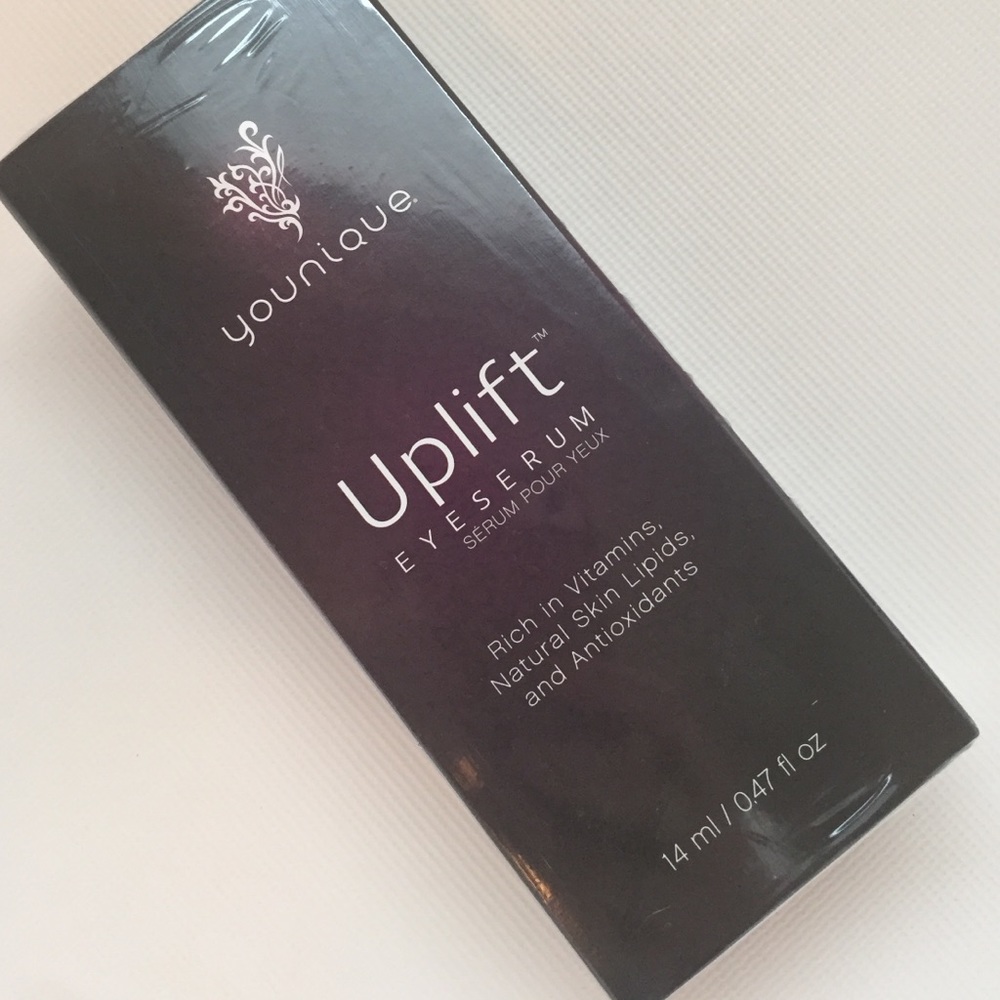 younique®
Uplift™
EYESERUM
SÉRUM POUR YEUX
Rich in Vitamins,
Natural Skin Lipids,
and Antioxidants
14 ml / 0.47 fl oz